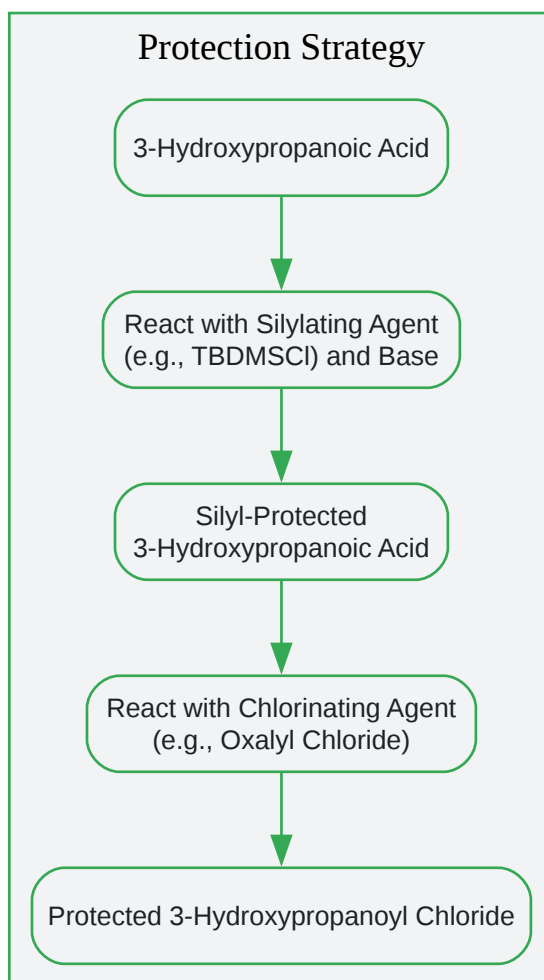 Protection Strategy
3-Hydroxypropanoic Acid
React with Silylating Agent
(e.g., TBDMSCl) and Base
Silyl-Protected
3-Hydroxypropanoic Acid
React with Chlorinating Agent
(e.g., Oxalyl Chloride)
Protected 3-Hydroxypropanoyl Chloride